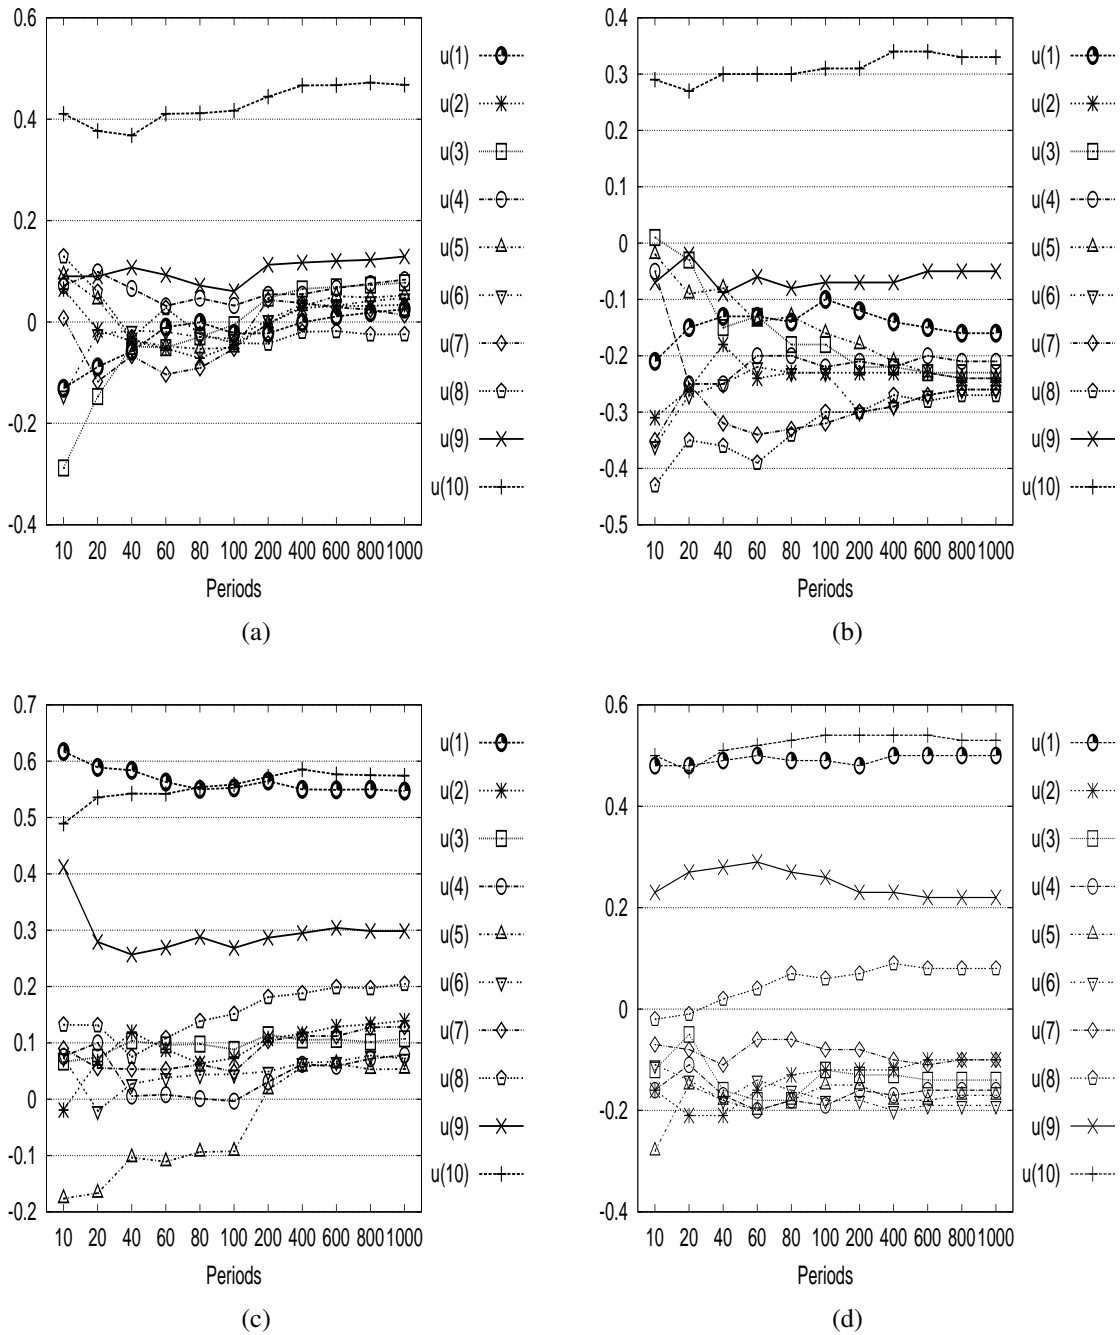 0.6
0.4
0.2
0
-0.2
-0.4
10 20 40 60 80 100 200 400 600 800 1000
Periods
u(1)
u(2)
u(3)
u(4)
u(5)
u(6)
u(7)
u(8)
u(9)
u(10)
(a)
0.4
0.3
0.2
0.1
0
-0.1
-0.2
-0.3
-0.4
-0.5
10 20 40 60 80 100 200 400 600 800 1000
Periods
u(1)
u(2)
u(3)
u(4)
u(5)
u(6)
u(7)
u(8)
u(9)
u(10)
(b)
0.7
0.6
0.5
0.4
0.3
0.2
0.1
0
-0.1
-0.2
10 20 40 60 80 100 200 400 600 800 1000
Periods
u(1)
u(2)
u(3)
u(4)
u(5)
u(6)
u(7)
u(8)
u(9)
u(10)
(c)
0.6
0.4
0.2
0
-0.2
-0.4
10 20 40 60 80 100 200 400 600 800 1000
Periods
u(1)
u(2)
u(3)
u(4)
u(5)
u(6)
u(7)
u(8)
u(9)
u(10)
(d)